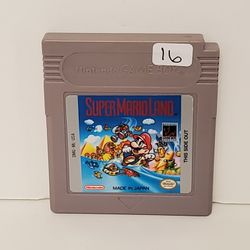 16
Nintendo GAME BOY
SUPER MARIO LAND
DMG-ML-USA
THIS SIDE OUT
Nintendo
MADE IN JAPAN